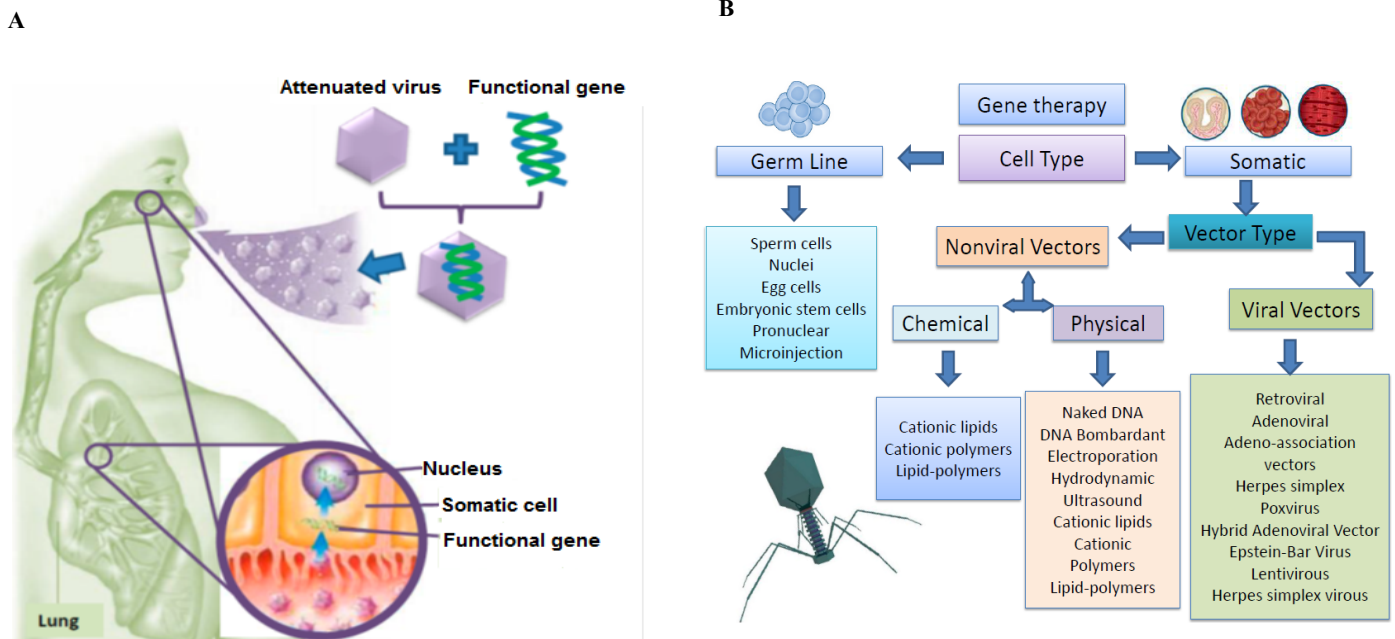 A
Attenuated virus
Functional gene
Nucleus
Somatic cell
Functional gene
Lung
B
Gene therapy
Cell Type
Germ Line
Somatic
Sperm cells
Nuclei
Egg cells
Embryonic stem cells
Pronuclear
Microinjection
Vector Type
Nonviral Vectors
Viral Vectors
Chemical
Physical
Cationic lipids
Cationic polymers
Lipid-polymers
Naked DNA
DNA Bombardant
Electroporation
Hydrodynamic
Ultrasound
Cationic lipids
Cationic
Polymers
Lipid-polymers
Retroviral
Adenoviral
Adeno-association
vectors
Herpes simplex
Poxvirus
Hybrid Adenoviral Vector
Epstein-Bar Virus
Lentivirous
Herpes simplex virous